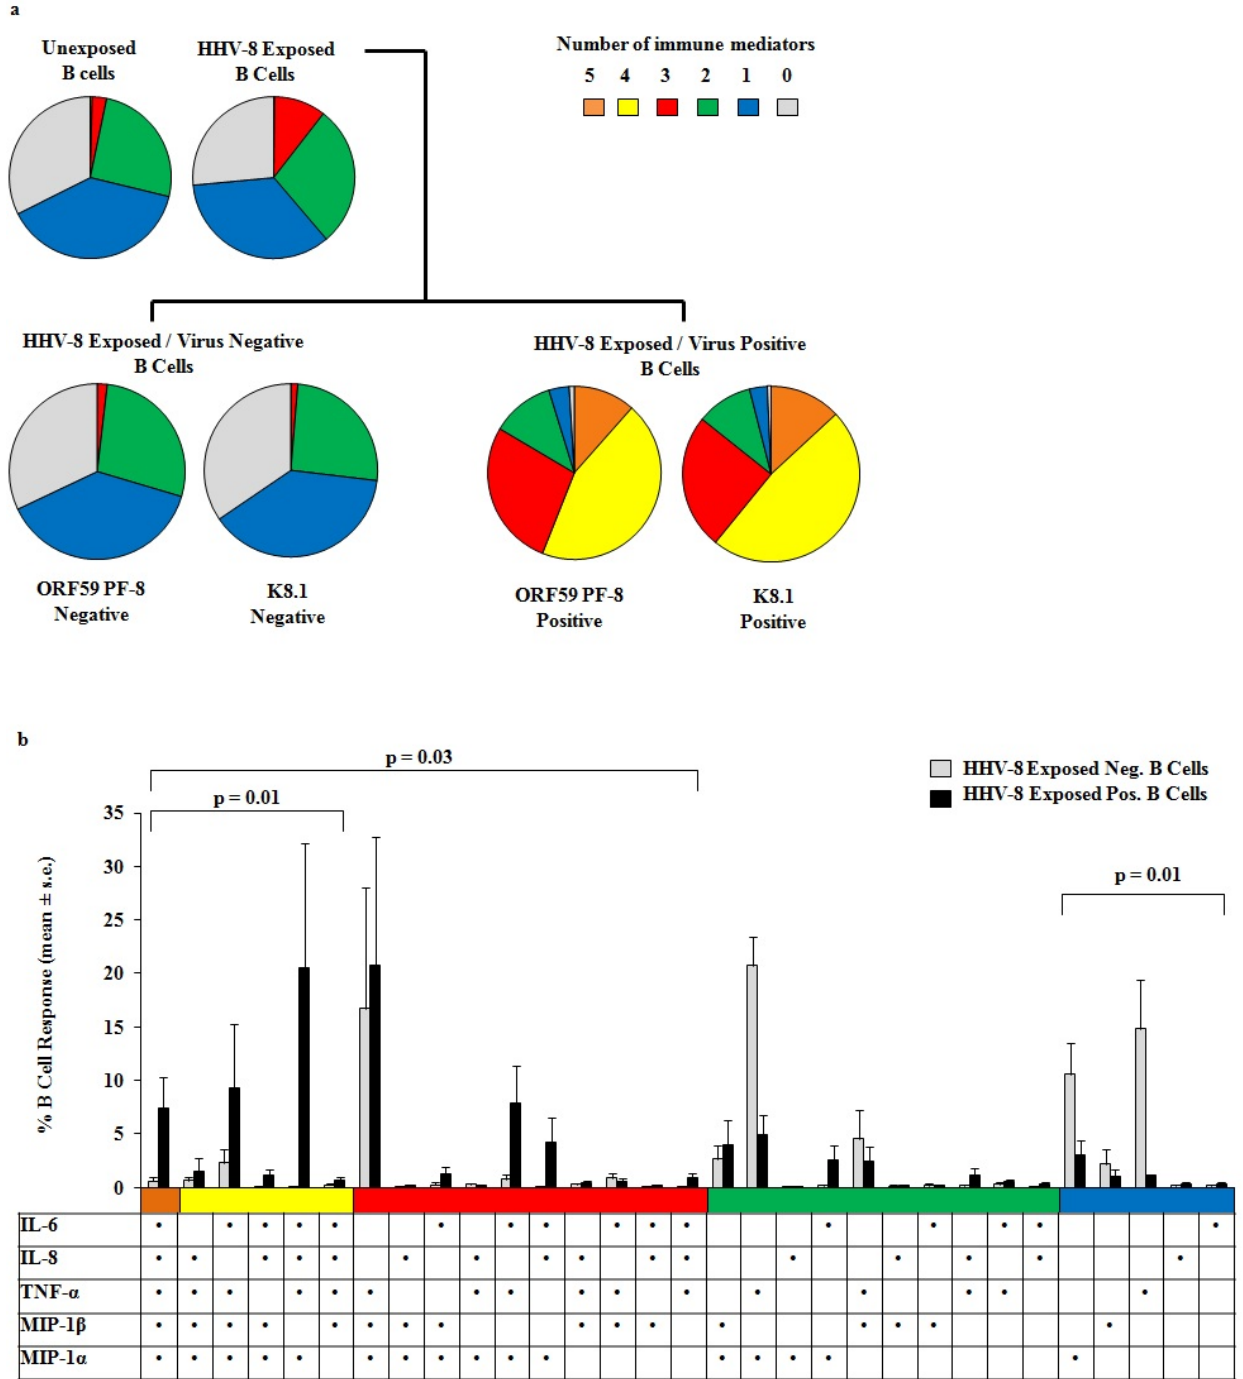 a
Unexposed
B cells
HHV-8 Exposed
B Cells
Number of immune mediators
5 4 3 2 1 0
HHV-8 Exposed / Virus Negative
B Cells
HHV-8 Exposed / Virus Positive
B Cells
ORF59 PF-8
Negative
K8.1
Negative
ORF59 PF-8
Positive
K8.1
Positive
b
p = 0.03
p = 0.01
HHV-8 Exposed Neg. B Cells
HHV-8 Exposed Pos. B Cells
p = 0.01
% B Cell Response (mean ± s.e.)
35
30
25
20
15
10
5
0
IL-6
IL-8
TNF-α
MIP-1β
MIP-1α